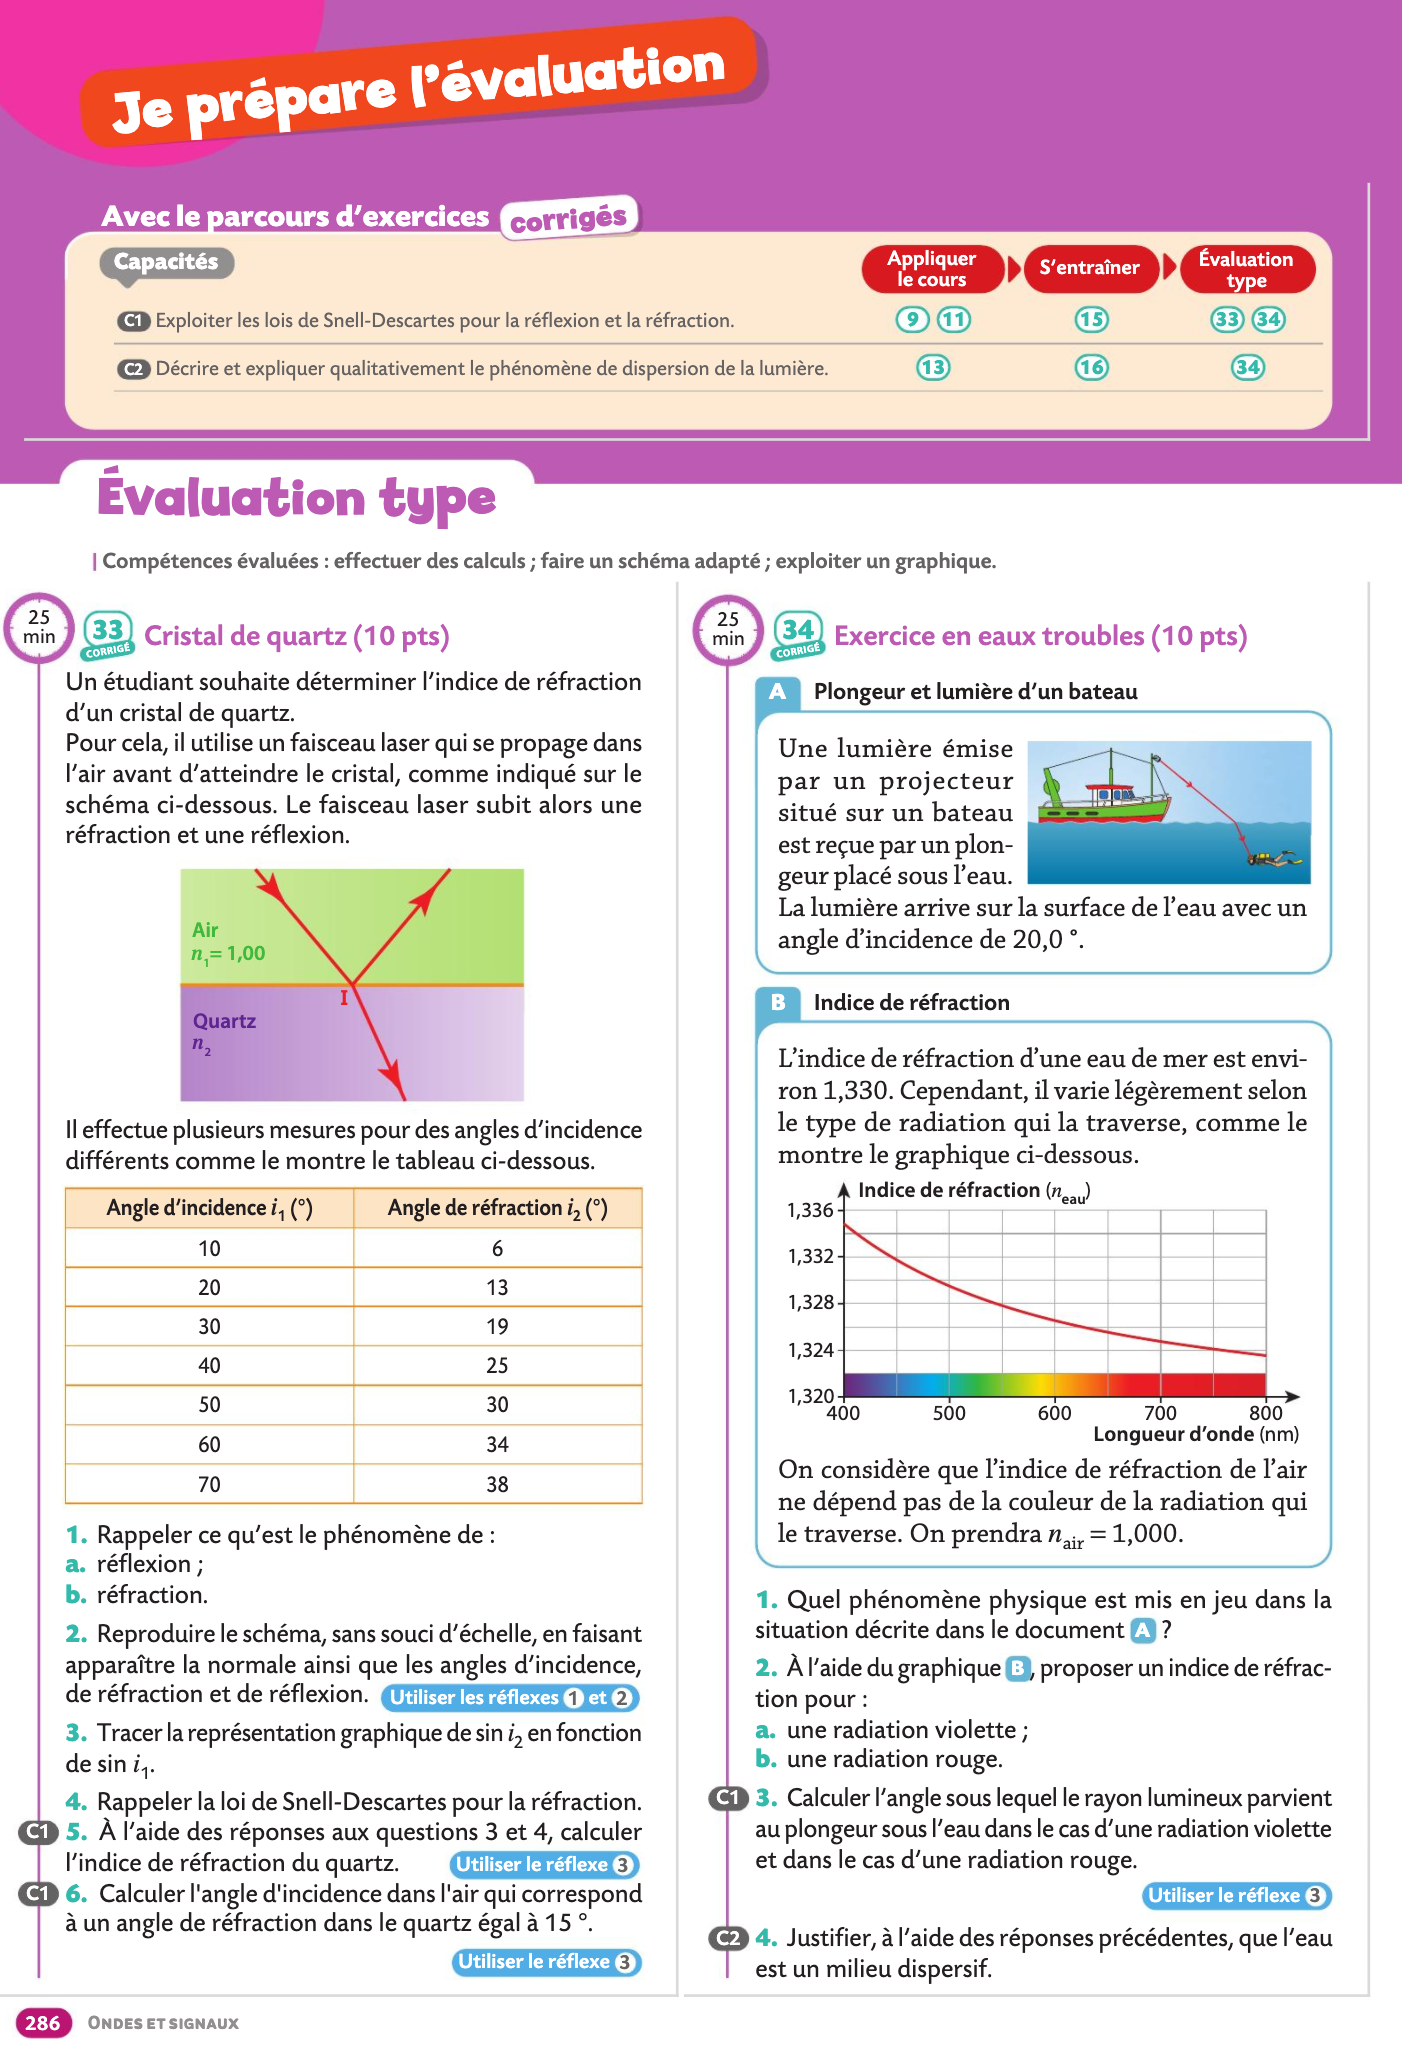 Je prépare l'évaluation
Avec le parcours d'exercices corrigés
Capacités
Appliquer
le cours
S'entraîner
Évaluation
type
C1 Exploiter les lois de Snell-Descartes pour la réflexion et la réfraction.
9 11
15
33 34
C2 Décrire et expliquer qualitativement le phénomène de dispersion de la lumière.
13
16
34
Évaluation type
Compétences évaluées : effectuer des calculs ; faire un schéma adapté ; exploiter un graphique.
25
min
33
CORRIGÉ
Cristal de quartz (10 pts)
Un étudiant souhaite déterminer l'indice de réfraction
d'un cristal de quartz.
Pour cela, il utilise un faisceau laser qui se propage dans
l'air avant d'atteindre le cristal, comme indiqué sur le
schéma ci-dessous. Le faisceau laser subit alors une
réfraction et une réflexion.
Air
n1= 1,00
I
Quartz
n2
Il effectue plusieurs mesures pour des angles d'incidence
différents comme le montre le tableau ci-dessous.
Angle d'incidence i1 (°) Angle de réfraction i2 (°)
10 6
20 13
30 19
40 25
50 30
60 34
70 38
1. Rappeler ce qu'est le phénomène de :
a. réflexion ;
b. réfraction.
2. Reproduire le schéma, sans souci d'échelle, en faisant
apparaître la normale ainsi que les angles d'incidence,
de réfraction et de réflexion. Utiliser les réflexes 1 et 2
3. Tracer la représentation graphique de sin i2 en fonction
de sin i1.
4. Rappeler la loi de Snell-Descartes pour la réfraction.
C1 5. À l'aide des réponses aux questions 3 et 4, calculer
l'indice de réfraction du quartz. Utiliser le réflexe 3
C1 6. Calculer l'angle d'incidence dans l'air qui correspond
à un angle de réfraction dans le quartz égal à 15 °.
Utiliser le réflexe 3
25
min
34
CORRIGÉ
Exercice en eaux troubles (10 pts)
A Plongeur et lumière d'un bateau
Une lumière émise
par un projecteur
situé sur un bateau
est reçue par un plon-
geur placé sous l'eau.
La lumière arrive sur la surface de l'eau avec un
angle d'incidence de 20,0 °.
B Indice de réfraction
L'indice de réfraction d'une eau de mer est envi-
ron 1,330. Cependant, il varie légèrement selon
le type de radiation qui la traverse, comme le
montre le graphique ci-dessous.
Indice de réfraction (neau)
1,336
1,332
1,328
1,324
1,320
400 500 600 700 800
Longueur d'onde (nm)
On considère que l'indice de réfraction de l'air
ne dépend pas de la couleur de la radiation qui
le traverse. On prendra nair = 1,000.
1. Quel phénomène physique est mis en jeu dans la
situation décrite dans le document A ?
2. À l'aide du graphique B, proposer un indice de réfrac-
tion pour :
a. une radiation violette ;
b. une radiation rouge.
C1 3. Calculer l'angle sous lequel le rayon lumineux parvient
au plongeur sous l'eau dans le cas d'une radiation violette
et dans le cas d'une radiation rouge.
Utiliser le réflexe 3
C2 4. Justifier, à l'aide des réponses précédentes, que l'eau
est un milieu dispersif.
286 ONDES ET SIGNAUX